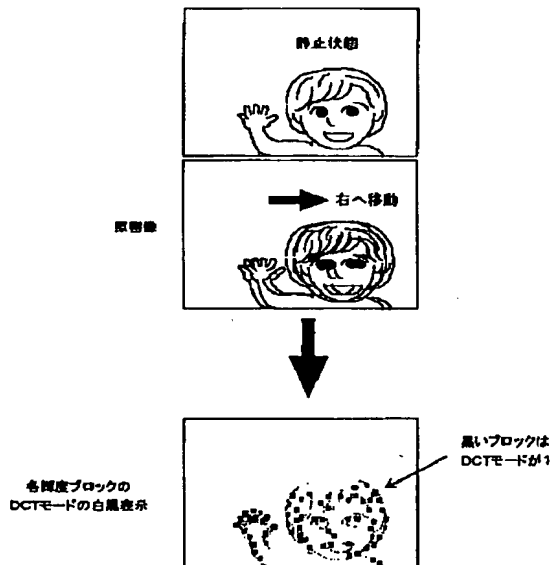 静止状態
右へ移動
原画像
黒いブロックは
DCTモードが1
各輝度ブロックの
DCTモードの白黒表示